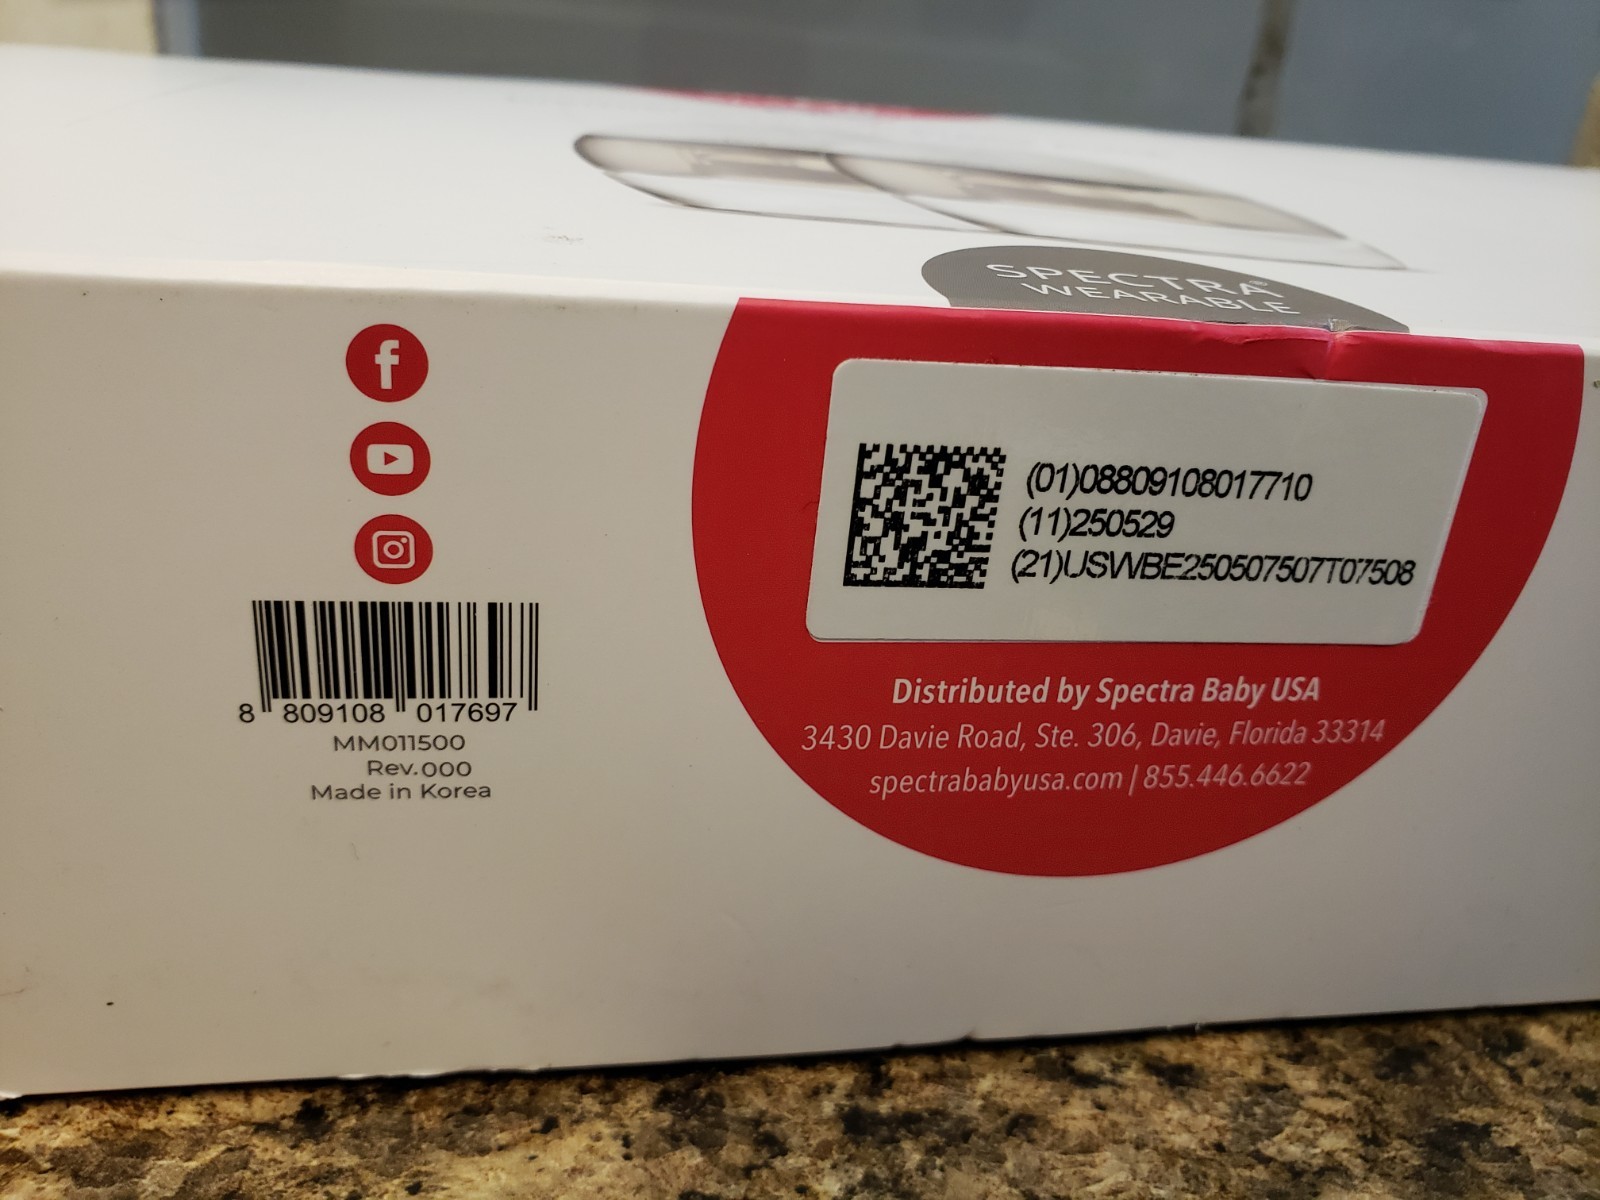 SPECTRA®
WEARABLE
(01)08809108017710
(11)250529
(21)USWBE250507507T07508
Distributed by Spectra Baby USA
3430 Davie Road, Ste. 306, Davie, Florida 33314
spectrababyusa.com | 855.446.6622
8 809108 017697
MM011500
Rev.000
Made in Korea